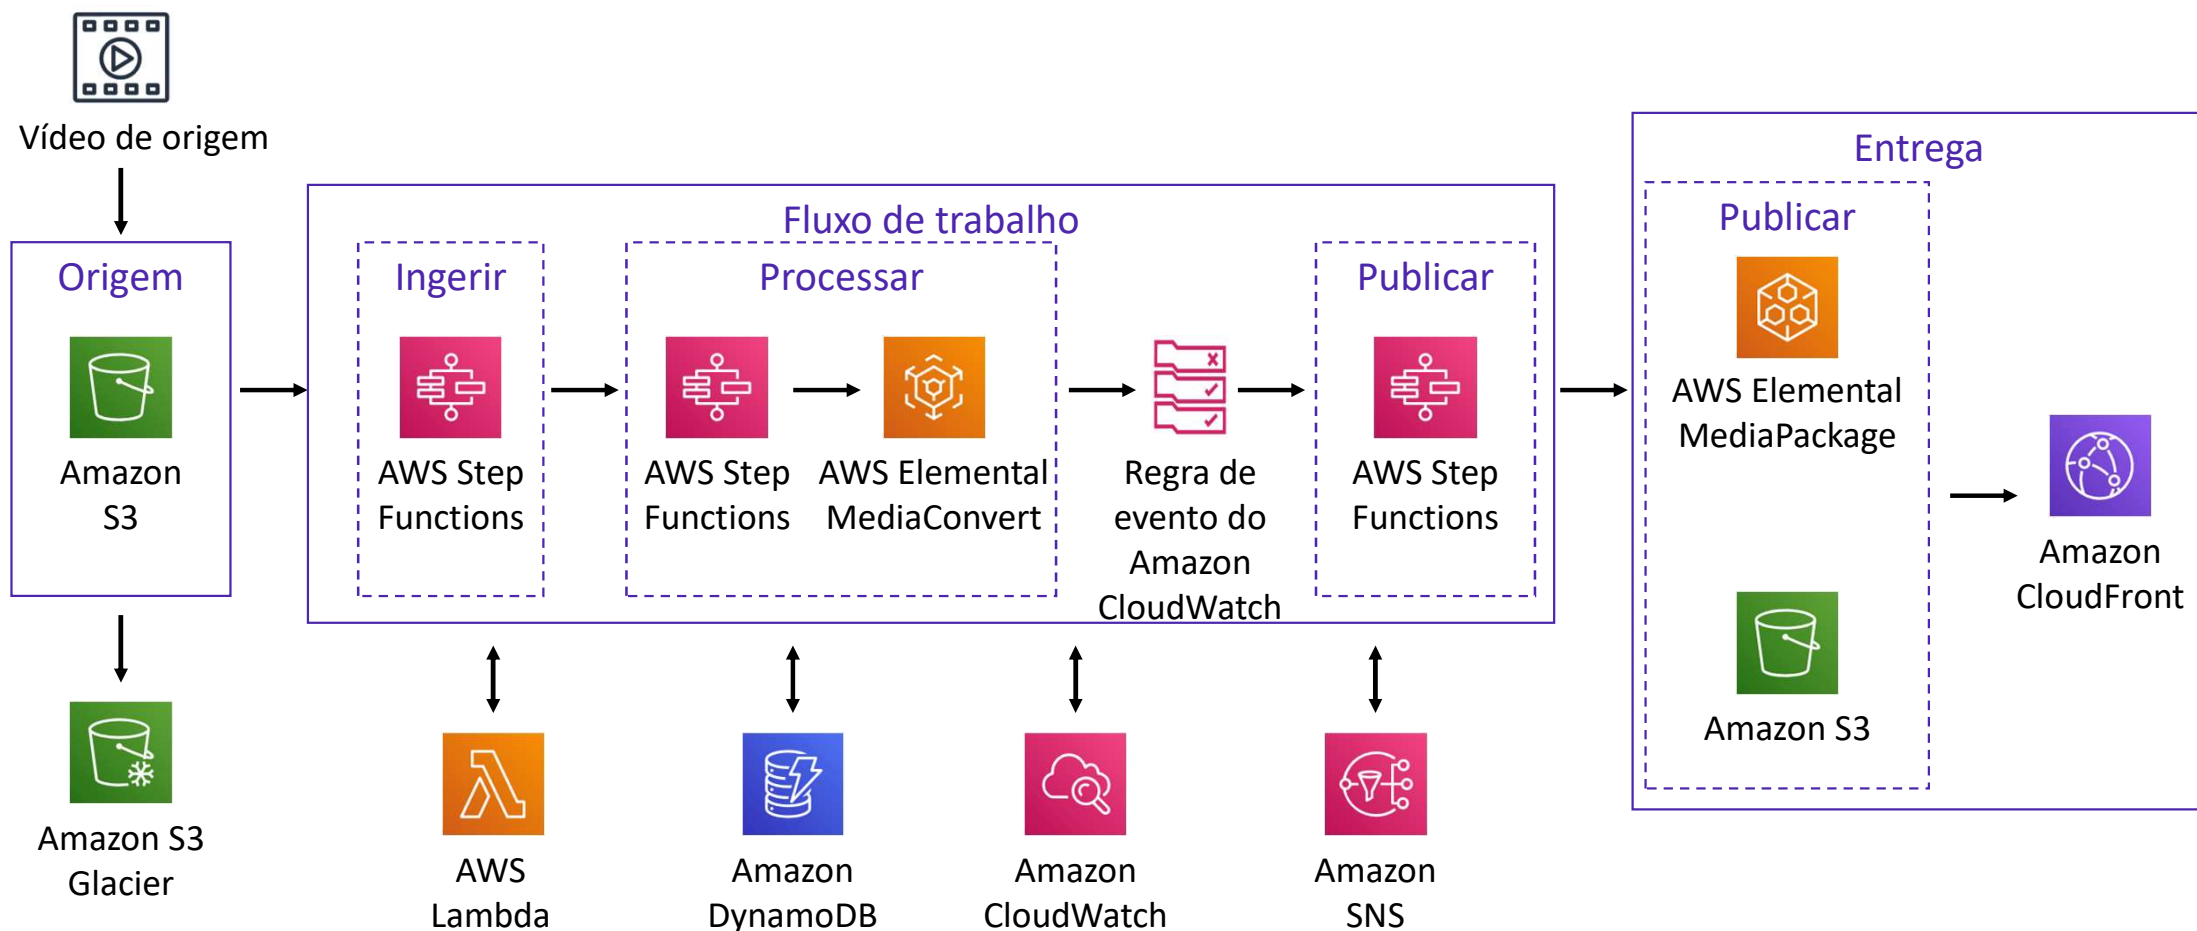 Vídeo de origem
Origem
Amazon
S3
Amazon S3
Glacier
Fluxo de trabalho
Ingerir
AWS Step
Functions
Processar
AWS Step
Functions
AWS Elemental
MediaConvert
Regra de
evento do
Amazon
CloudWatch
Publicar
AWS Step
Functions
AWS
Lambda
Amazon
DynamoDB
Amazon
CloudWatch
Amazon
SNS
Entrega
Publicar
AWS Elemental
MediaPackage
Amazon S3
Amazon
CloudFront